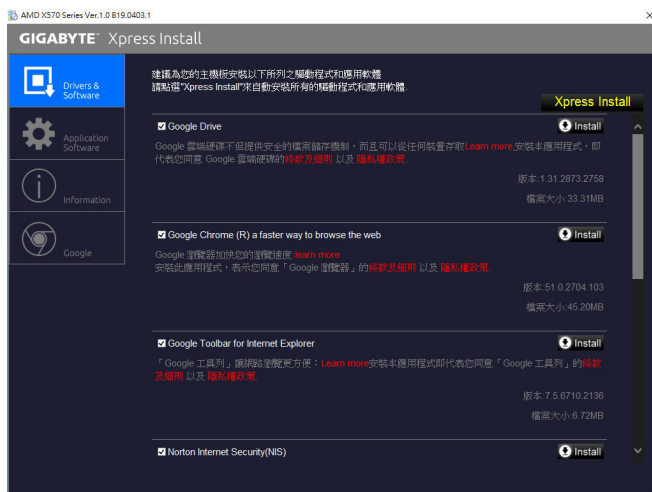 AMD X570 Series Ver.1.0 B19.0403.1
GIGABYTE™ Xpress Install
Drivers &
Software
Application
Software
Information
Google
建議為您的主機板安裝以下所列之驅動程式和應用軟體
請點選"Xpress Install"來自動安裝所有的驅動程式和應用軟體.
Xpress Install
Google Drive
Install
Google 雲端硬碟不但提供安全的檔案儲存機制，而且可以從任何裝置存取Learn more;安裝本應用程式，即
代表您同意 Google 雲端硬碟的條款及細則 以及 隱私權政策.
版本:1.31.2873.2758
檔案大小:33.31MB
Google Chrome (R) a faster way to browse the web
Install
Google 瀏覽器加快您的瀏覽速度.learn more
安裝此應用程式，表示您同意「Google 瀏覽器」的條款及細則 以及 隱私權政策.
版本:51.0.2704.103
檔案大小:45.20MB
Google Toolbar for Internet Explorer
Install
「Google 工具列」讓網路瀏覽更方便：Learn more安裝本應用程式即代表您同意「Google 工具列」的條款
及細則 以及 隱私權政策.
版本:7.5.6710.2136
檔案大小:6.72MB
Norton Internet Security(NIS)
Install